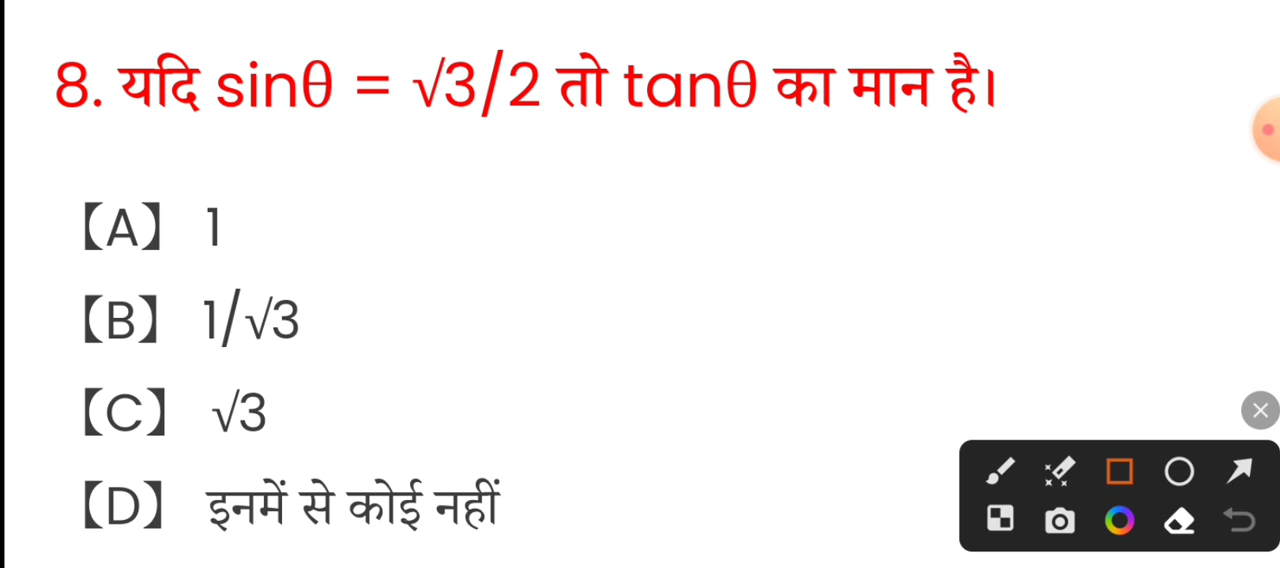 8. यदि sinθ = √3/2 तो tanθ का मान है।
【A】 1
【B】 1/√3
【C】 √3
【D】 इनमें से कोई नहीं